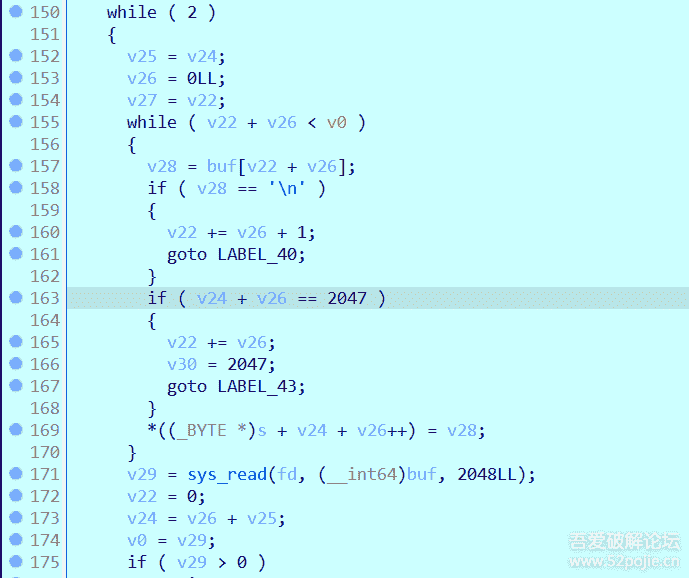 150 while ( 2 )
151 {
152 v25 = v24;
153 v26 = 0LL;
154 v27 = v22;
155 while ( v22 + v26 < v0 )
156 {
157 v28 = buf[v22 + v26];
158 if ( v28 == '\n' )
159 {
160 v22 += v26 + 1;
161 goto LABEL_40;
162 }
163 if ( v24 + v26 == 2047 )
164 {
165 v22 += v26;
166 v30 = 2047;
167 goto LABEL_43;
168 }
169 *((_BYTE *)s + v24 + v26++) = v28;
170 }
171 v29 = sys_read(fd, (__int64)buf, 2048LL);
172 v22 = 0;
173 v24 = v26 + v25;
174 v0 = v29;
175 if ( v29 > 0 )
吾爱破解论坛
www.52pojie.cn